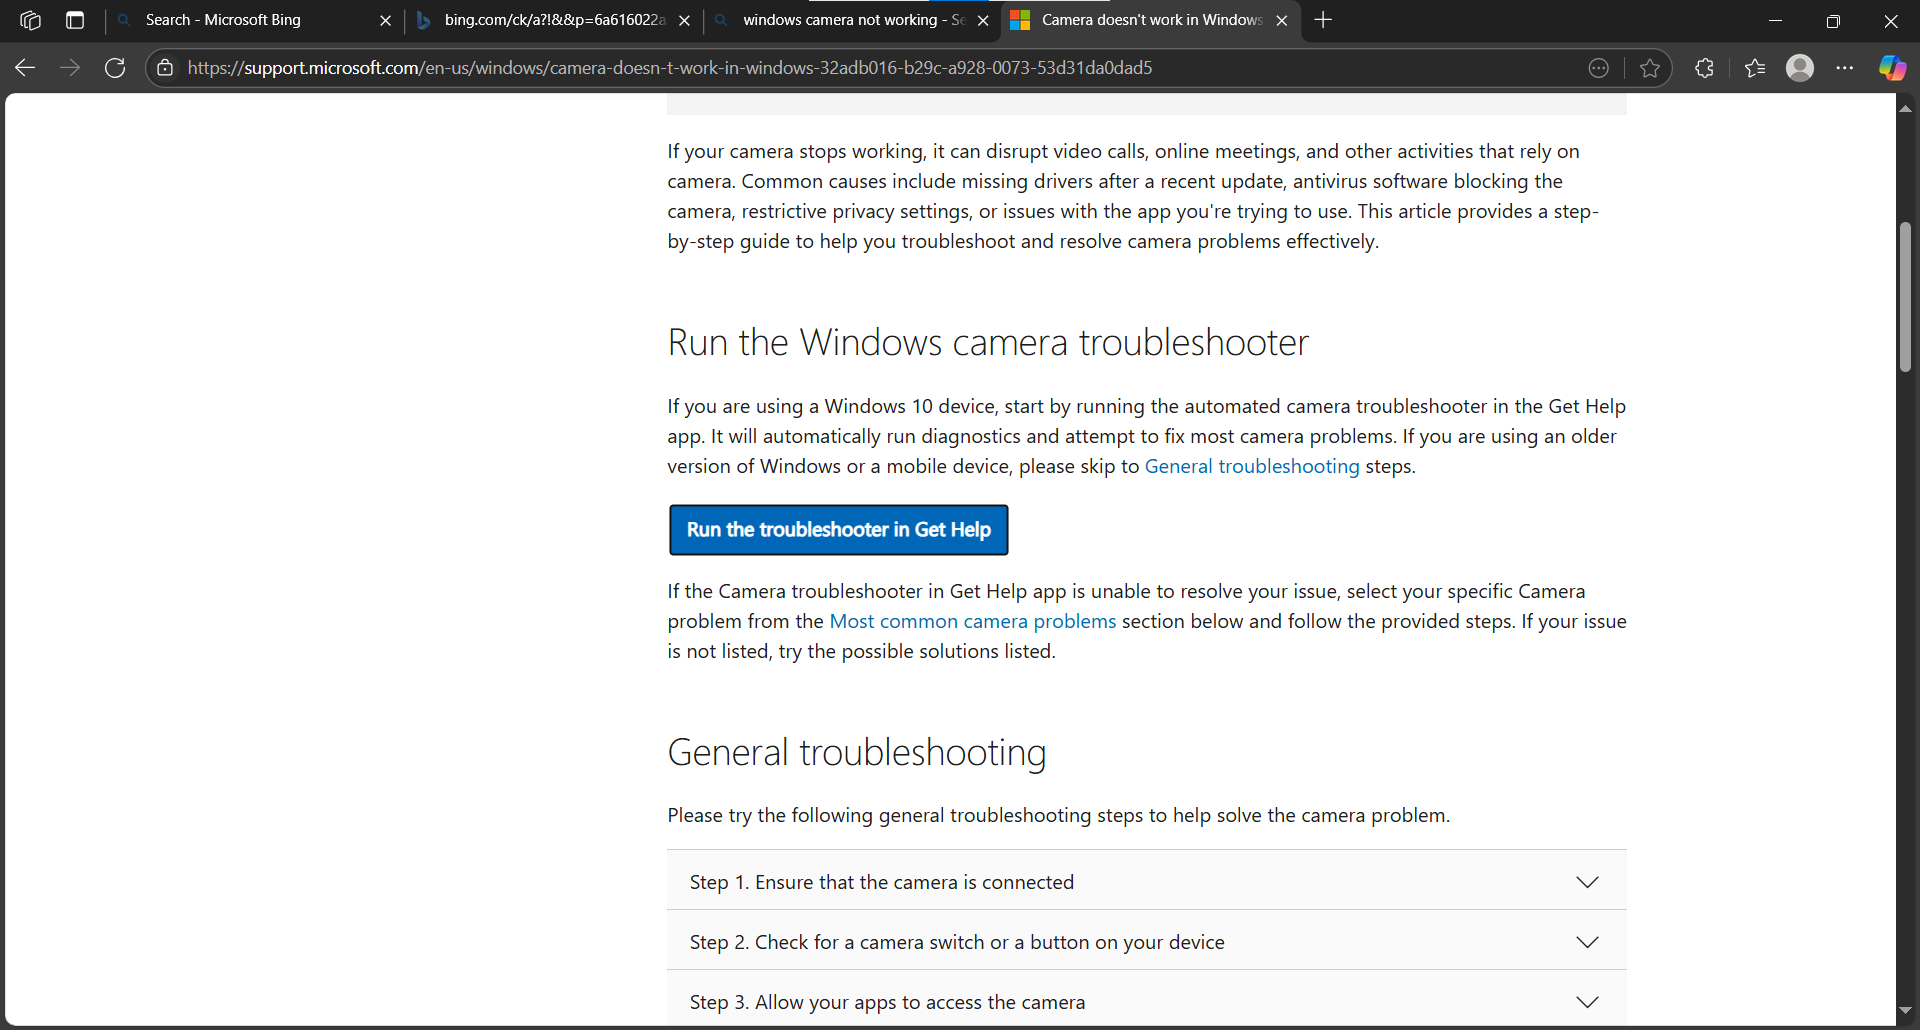 Search - Microsoft Bing
bing.com/ck/a?!&&p=6a616022a
windows camera not working - Se
Camera doesn't work in Windows
https://support.microsoft.com/en-us/windows/camera-doesn-t-work-in-windows-32adb016-b29c-a928-0073-53d31da0dad5
If your camera stops working, it can disrupt video calls, online meetings, and other activities that rely on
camera. Common causes include missing drivers after a recent update, antivirus software blocking the
camera, restrictive privacy settings, or issues with the app you're trying to use. This article provides a step-
by-step guide to help you troubleshoot and resolve camera problems effectively.
Run the Windows camera troubleshooter
If you are using a Windows 10 device, start by running the automated camera troubleshooter in the Get Help
app. It will automatically run diagnostics and attempt to fix most camera problems. If you are using an older
version of Windows or a mobile device, please skip to General troubleshooting steps.
Run the troubleshooter in Get Help
If the Camera troubleshooter in Get Help app is unable to resolve your issue, select your specific Camera
problem from the Most common camera problems section below and follow the provided steps. If your issue
is not listed, try the possible solutions listed.
General troubleshooting
Please try the following general troubleshooting steps to help solve the camera problem.
Step 1. Ensure that the camera is connected
Step 2. Check for a camera switch or a button on your device
Step 3. Allow your apps to access the camera